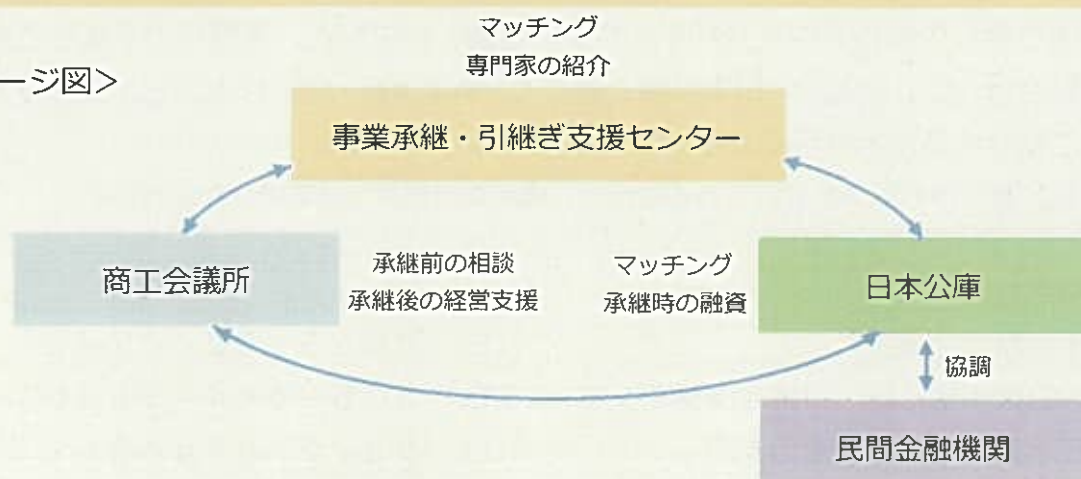 マッチング
専門家の紹介
ージ図>
事業承継・引継ぎ支援センター
商工会議所
承継前の相談
承継後の経営支援
マッチング
承継時の融資
日本公庫
協調
民間金融機関